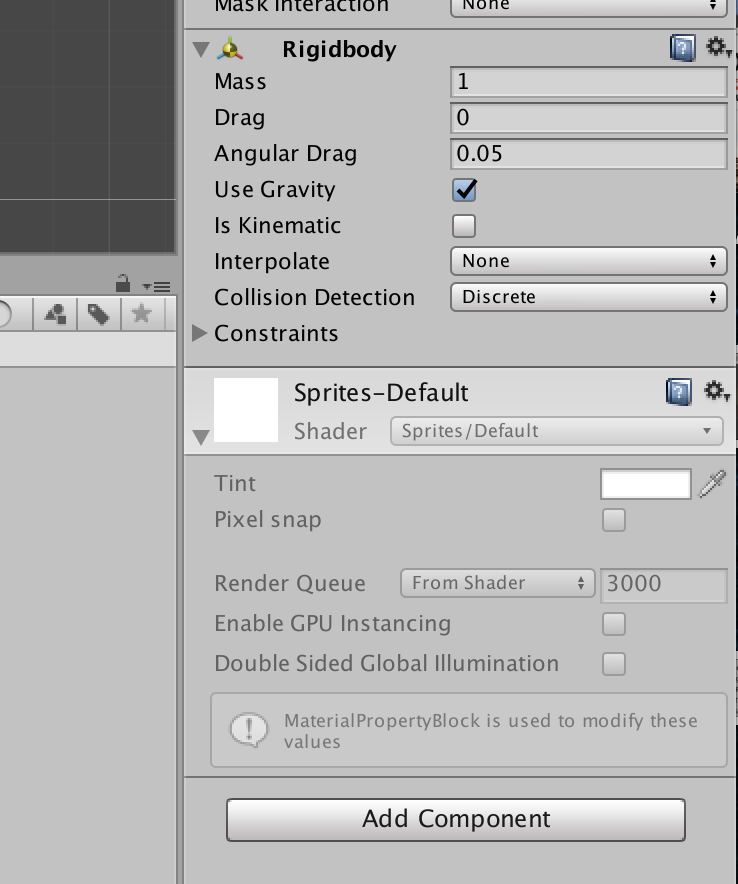 Mask Interaction None
Rigidbody
Mass 1
Drag 0
Angular Drag 0.05
Use Gravity
Is Kinematic
Interpolate None
Collision Detection Discrete
Constraints
Sprites-Default
Shader Sprites/Default
Tint
Pixel snap
Render Queue From Shader 3000
Enable GPU Instancing
Double Sided Global Illumination
MaterialPropertyBlock is used to modify these
values
Add Component